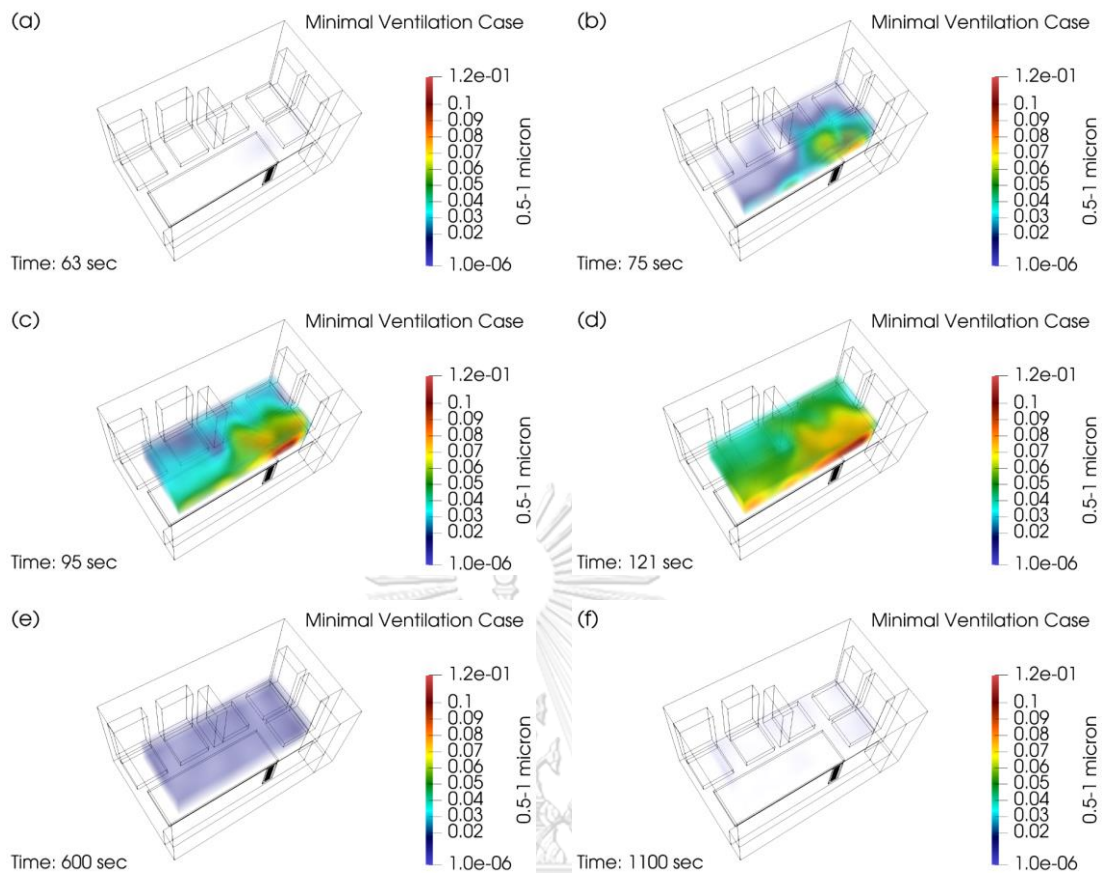 (a) Minimal Ventilation Case
1.2e-01
0.1
0.09
0.08
0.07
0.06
0.05
0.04
0.03
0.02
1.0e-06
0.5-1 micron
Time: 63 sec
(b) Minimal Ventilation Case
1.2e-01
0.1
0.09
0.08
0.07
0.06
0.05
0.04
0.03
0.02
1.0e-06
0.5-1 micron
Time: 75 sec
(c) Minimal Ventilation Case
1.2e-01
0.1
0.09
0.08
0.07
0.06
0.05
0.04
0.03
0.02
1.0e-06
0.5-1 micron
Time: 95 sec
(d) Minimal Ventilation Case
1.2e-01
0.1
0.09
0.08
0.07
0.06
0.05
0.04
0.03
0.02
1.0e-06
0.5-1 micron
Time: 121 sec
(e) Minimal Ventilation Case
1.2e-01
0.1
0.09
0.08
0.07
0.06
0.05
0.04
0.03
0.02
1.0e-06
0.5-1 micron
Time: 600 sec
(f) Minimal Ventilation Case
1.2e-01
0.1
0.09
0.08
0.07
0.06
0.05
0.04
0.03
0.02
1.0e-06
0.5-1 micron
Time: 1100 sec